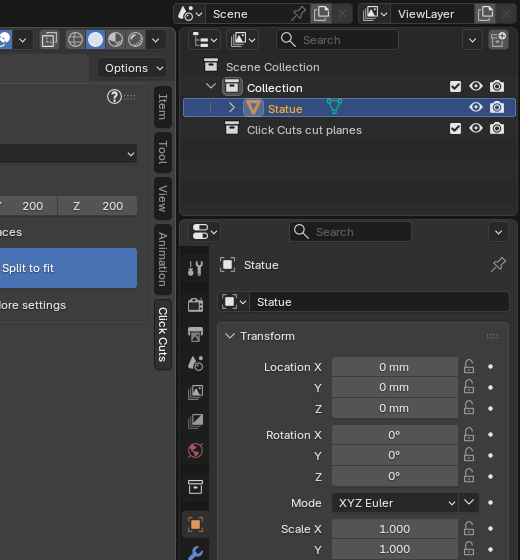 Scene
ViewLayer
Options
Search
Scene Collection
Collection
Statue
Click Cuts cut planes
Item
Tool
View
Animation
Click Cuts
200 Z 200
aces
Split to fit
ore settings
Search
Statue
Statue
Transform
Location X 0 mm
Y 0 mm
Z 0 mm
Rotation X 0°
Y 0°
Z 0°
Mode XYZ Euler
Scale X 1.000
Y 1.000